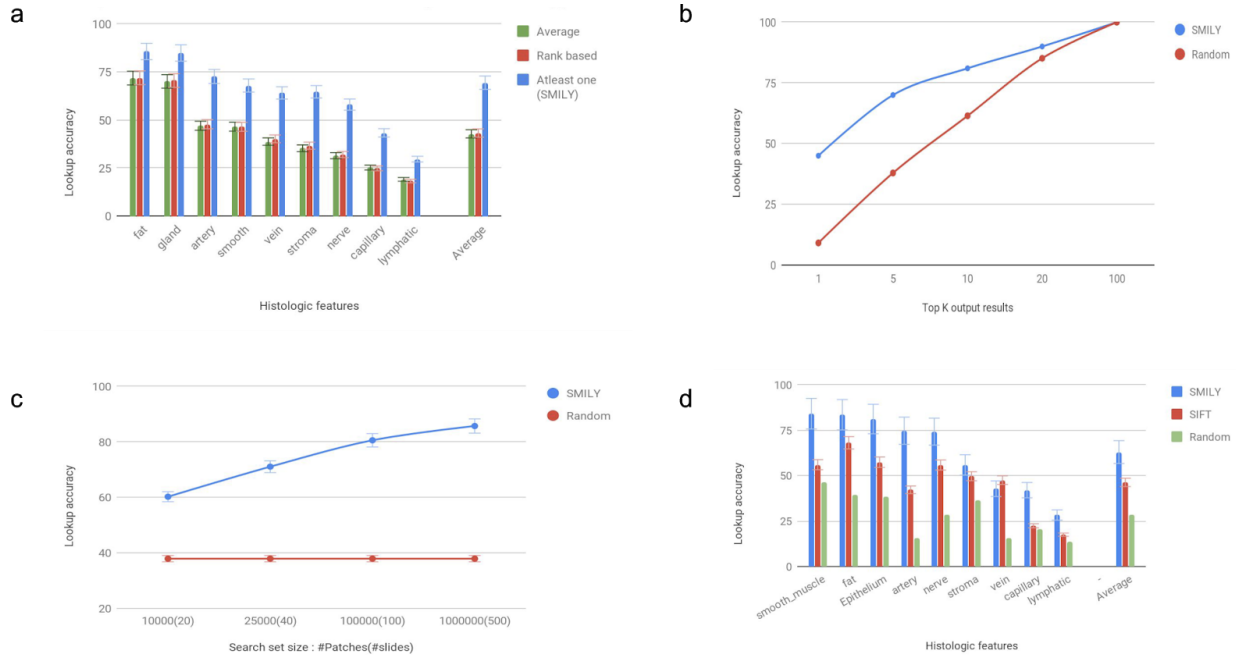 a
100
75
50
25
0
Lookup accuracy
fat
gland
artery
smooth
vein
stroma
nerve
capillary
lymphatic
Average
Histologic features
Average
Rank based
Atleast one
(SMILY)
b
100
75
50
25
0
Lookup accuracy
1
5
10
20
100
Top K output results
SMILY
Random
c
100
80
60
40
20
Lookup accuracy
10000(20)
25000(40)
100000(100)
1000000(500)
Search set size : #Patches(#slides)
SMILY
Random
d
100
75
50
25
0
Lookup accuracy
smooth_muscle
fat
Epithelium
artery
nerve
stroma
vein
capillary
lymphatic
-
Average
Histologic features
SMILY
SIFT
Random